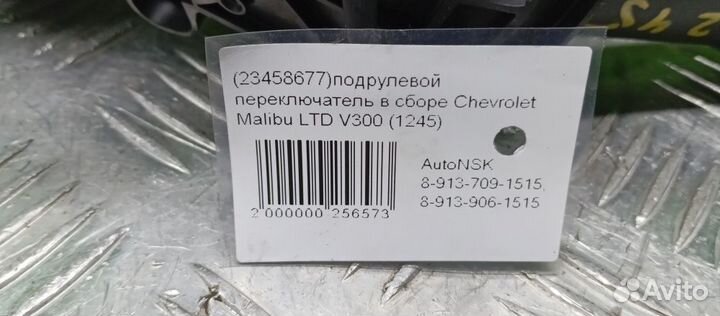 (23458677)подрулевой
переключатель в сборе Chevrolet
Malibu LTD V300 (1245)
AutoNSK
8-913-709-1515,
8-913-906-1515
2 000000 256573
Avito